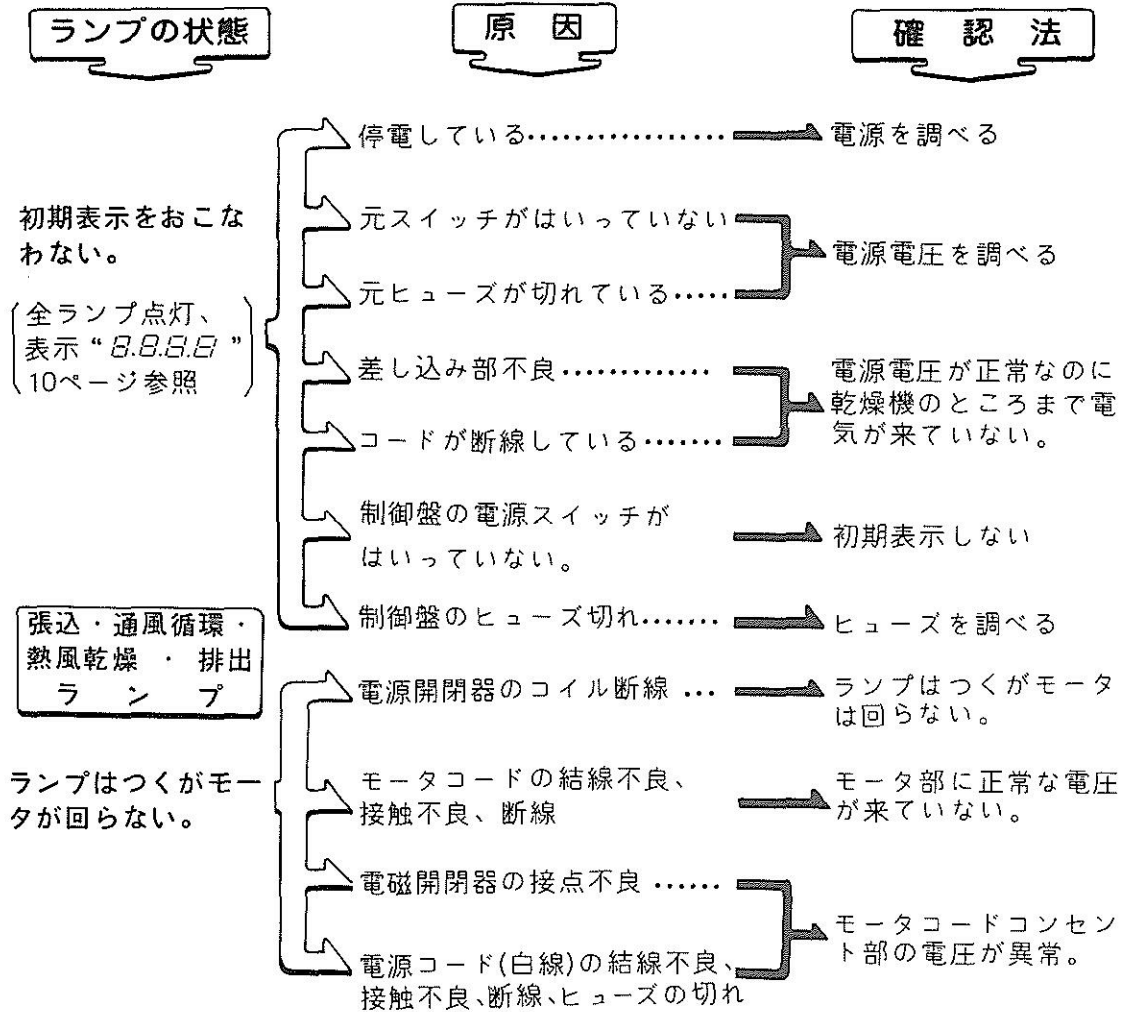 ランプの状態
原因
確認法
初期表示をおこな
わない。
全ランプ点灯、
表示“8.8.8.8”
10ページ参照
停電している・・・・・・・・・・・・・・・・・
電源を調べる
元スイッチがはいっていない
元ヒューズが切れている・・・・・
電源電圧を調べる
差し込み部不良・・・・・・・・・・・・・
コードが断線している・・・・・・・
電源電圧が正常なのに
乾燥機のところまで電
気が来ていない。
制御盤の電源スイッチが
はいっていない。
初期表示しない
制御盤のヒューズ切れ・・・・・・・
ヒューズを調べる
張込・通風循環・
熱風乾燥・排出
ランプ
ランプはつくがモー
タが回らない。
電源開閉器のコイル断線・・・
ランプはつくがモータ
は回らない。
モータコードの結線不良、
接触不良、断線
モータ部に正常な電圧
が来ていない。
電磁開閉器の接点不良・・・・・・
電源コード(白線)の結線不良、
接触不良、断線、ヒューズの切れ
モータコードコンセン
ト部の電圧が異常。